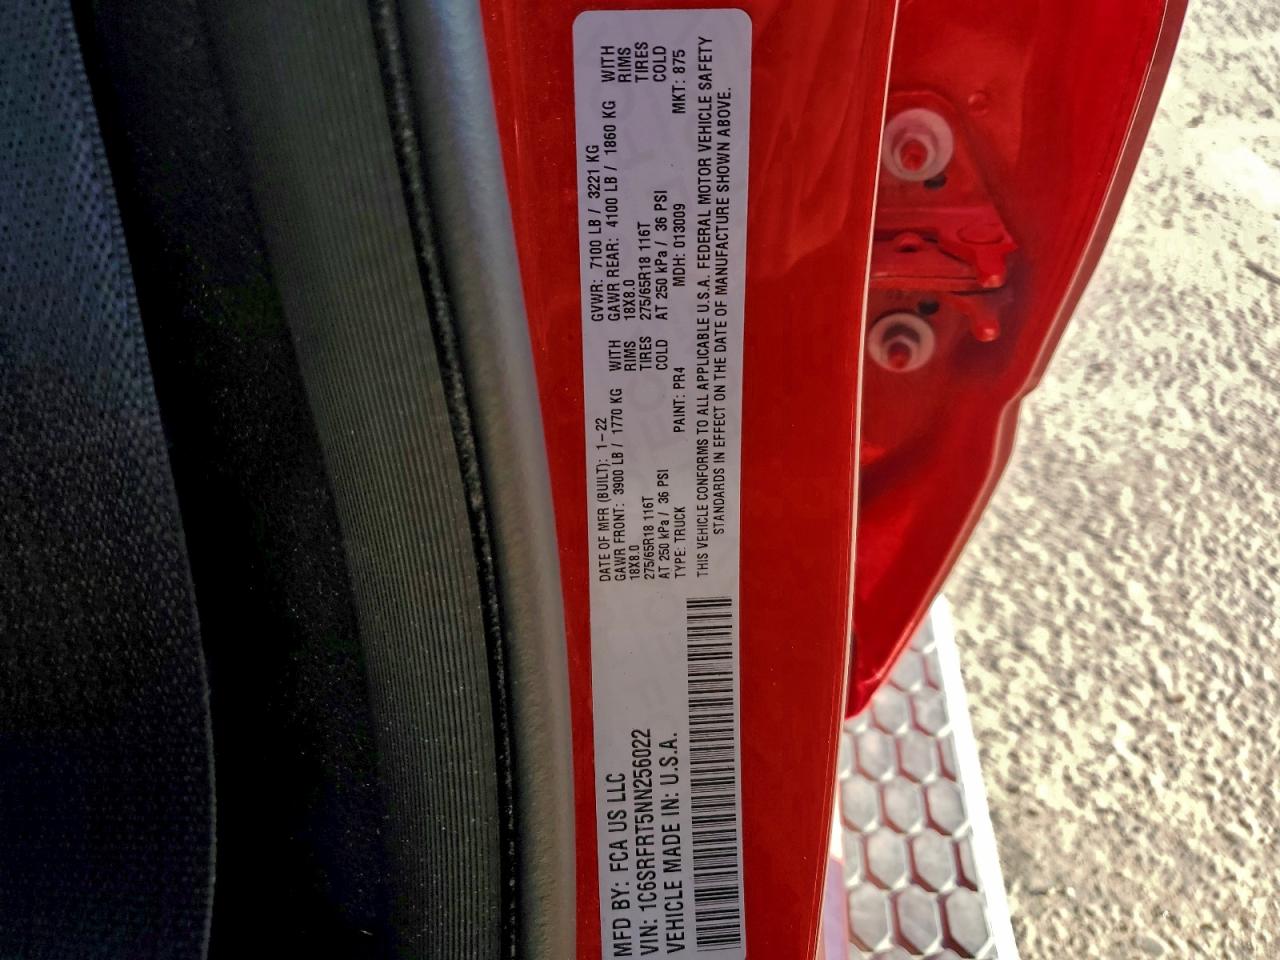 MFD BY: FCA US LLC
VIN: 1C6SRFRT5NN256022
VEHICLE MADE IN: U.S.A.
DATE OF MFR (BUILT): 1-22 GVWR: 7100 LB / 3221 KG
GAWR FRONT: 3900 LB / 1770 KG WITH GAWR REAR: 4100 LB / 1860 KG WITH
18X8.0 RIMS 18X8.0 RIMS
275/65R18 116T TIRES 275/65R18 116T TIRES
AT 250 kPa / 36 PSI COLD AT 250 kPa / 36 PSI COLD
TYPE: TRUCK PAINT: PR4 MDH: 013009 MKT: 875
THIS VEHICLE CONFORMS TO ALL APPLICABLE U.S.A. FEDERAL MOTOR VEHICLE SAFETY
STANDARDS IN EFFECT ON THE DATE OF MANUFACTURE SHOWN ABOVE.